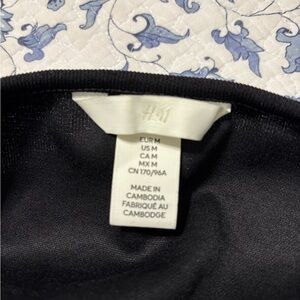 H&M
EUR M
US M
CA M
MX M
CN 170/96A
MADE IN
CAMBODIA
FABRIQUÉ AU
CAMBODGE